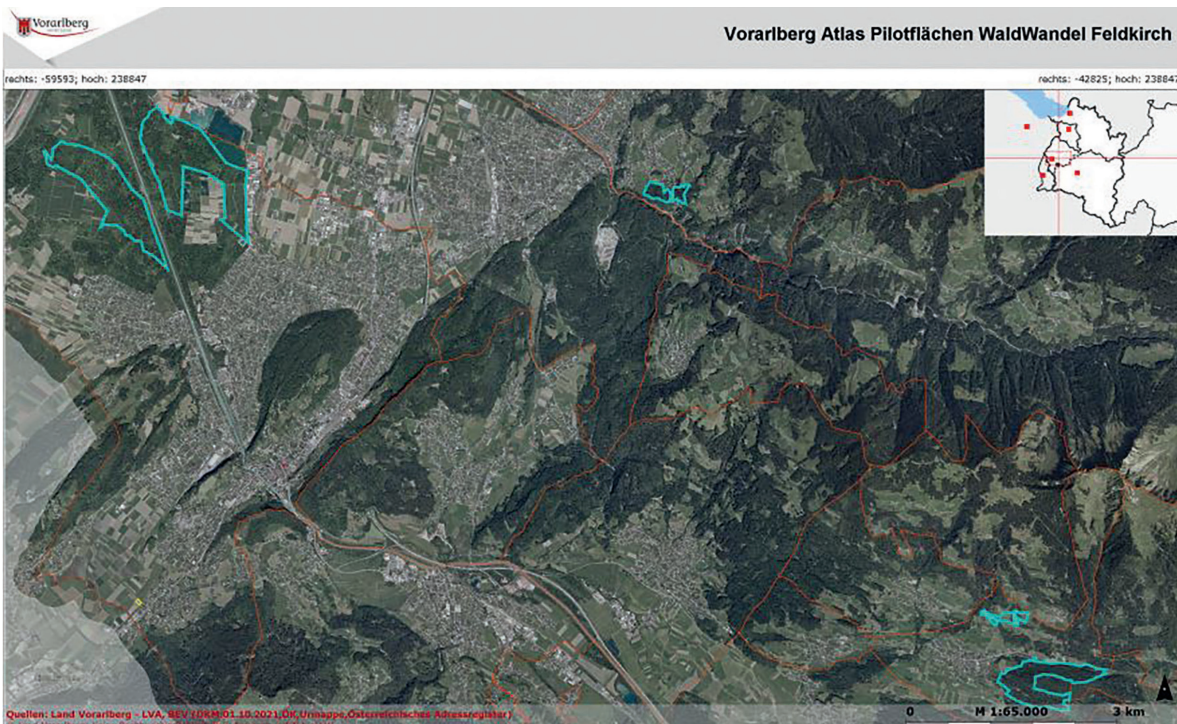 Vorarlberg
Vorarlberg Atlas Pilotflächen WaldWandel Feldkirch
rechts: -59593; hoch: 238847
rechts: -42825; hoch: 238847
Quellen: Land Vorarlberg - LVA, BEV (DKM:01.10.2021,ÖK,Urmappe,Österreichisches Adressregister)
0 M 1:65.000 3 km